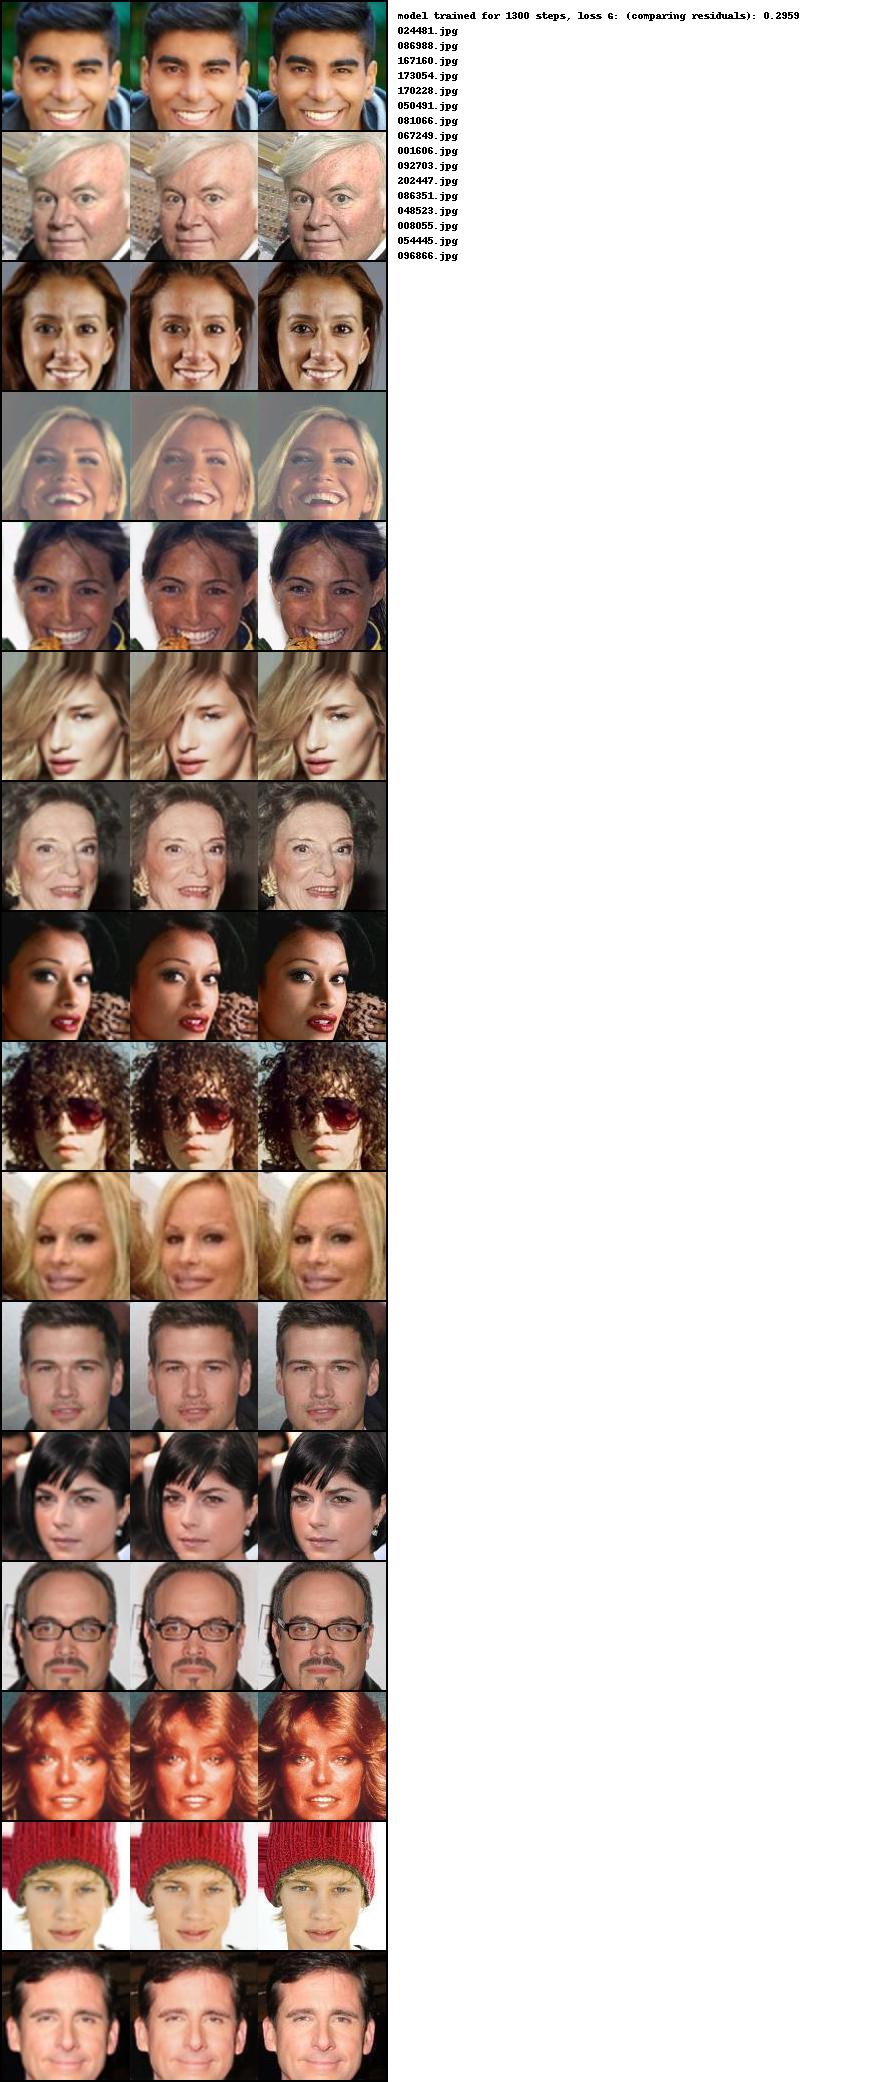 model trained for 1300 steps, loss G: (comparing residuals): 0.2959
024481.jpg
086988.jpg
167160.jpg
173054.jpg
170228.jpg
050491.jpg
081066.jpg
067249.jpg
001606.jpg
092703.jpg
202447.jpg
086351.jpg
048523.jpg
008055.jpg
054445.jpg
096866.jpg